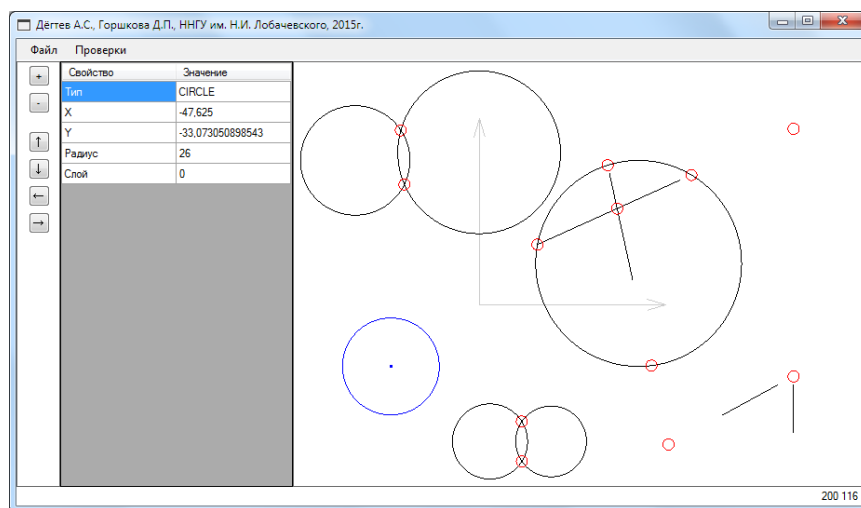 Дёгтев А.С., Горшкова Д.П., ННГУ им. Н.И. Лобачевского, 2015г.
Файл Проверки
+
-
↑
↓
←
→
Свойство Значение
Тип CIRCLE
X -47,625
Y -33,073050898543
Радиус 26
Слой 0
200 116